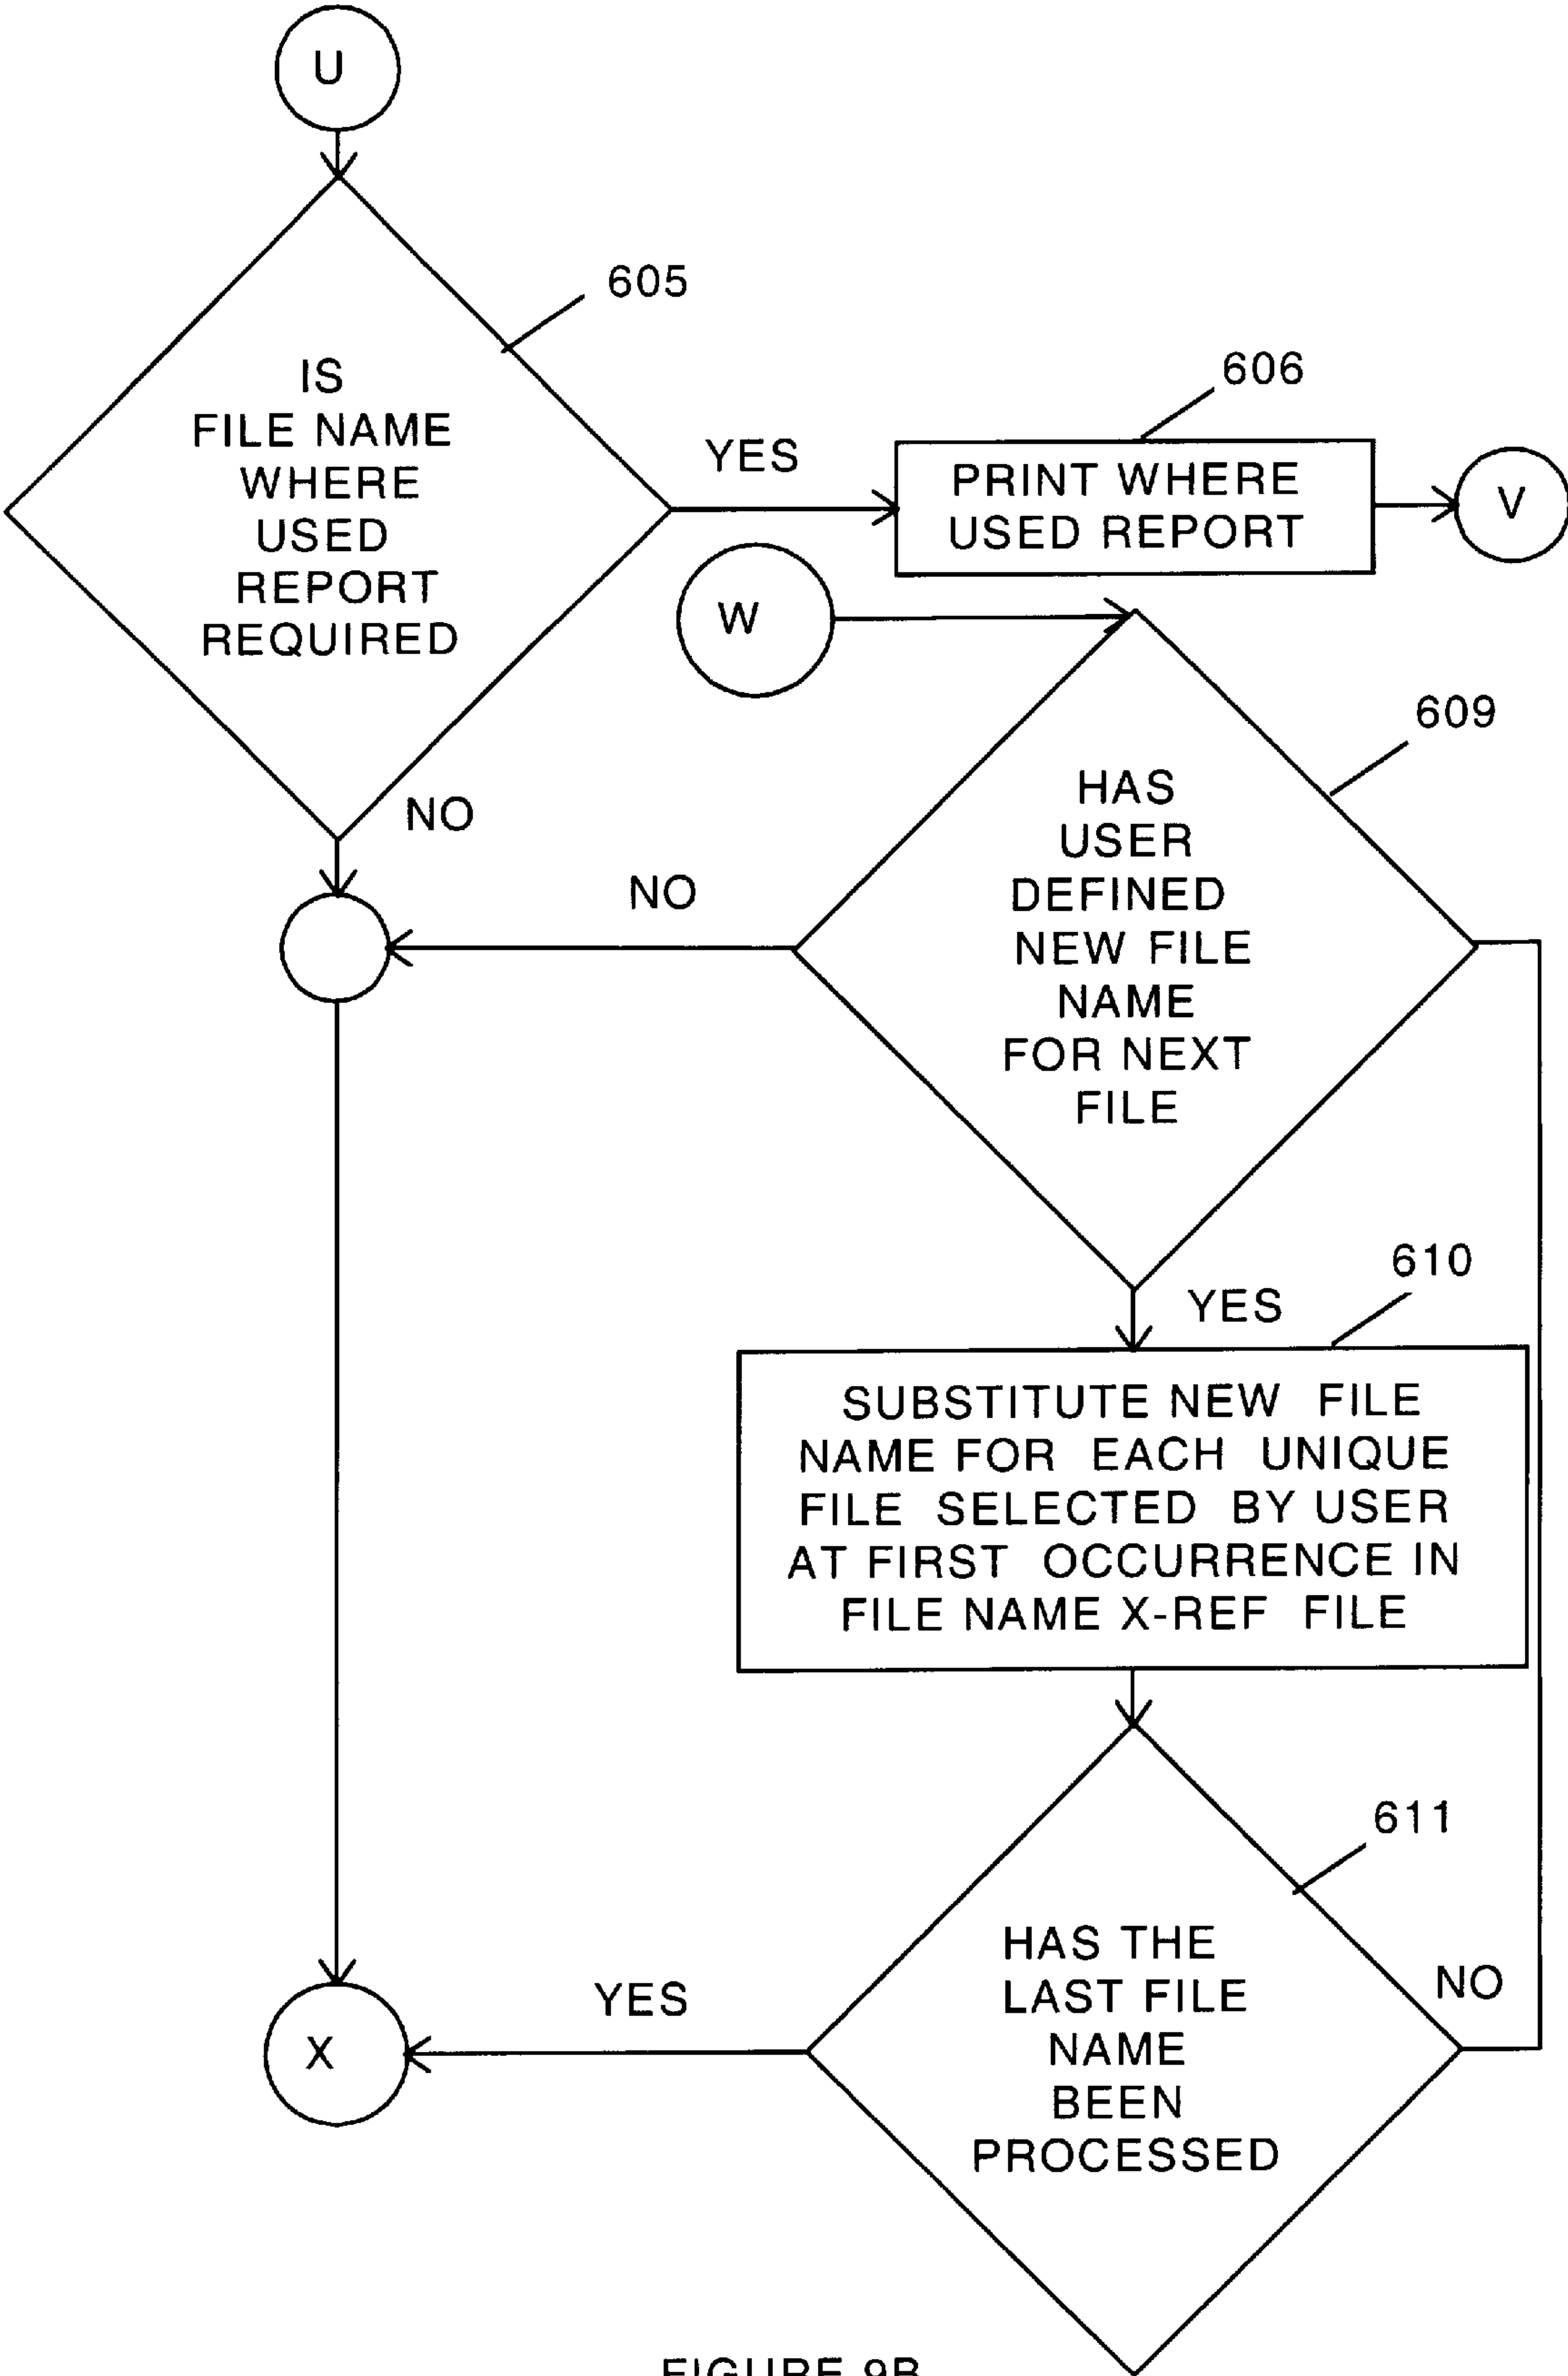 U
605
IS
FILE NAME
WHERE
USED
REPORT
REQUIRED
YES
606
PRINT WHERE
USED REPORT
V
W
609
HAS
USER
DEFINED
NEW FILE
NAME
FOR NEXT
FILE
NO
NO
YES
610
SUBSTITUTE NEW FILE
NAME FOR EACH UNIQUE
FILE SELECTED BY USER
AT FIRST OCCURRENCE IN
FILE NAME X-REF FILE
611
HAS THE
LAST FILE
NAME
BEEN
PROCESSED
NO
YES
X
FIGURE 9B